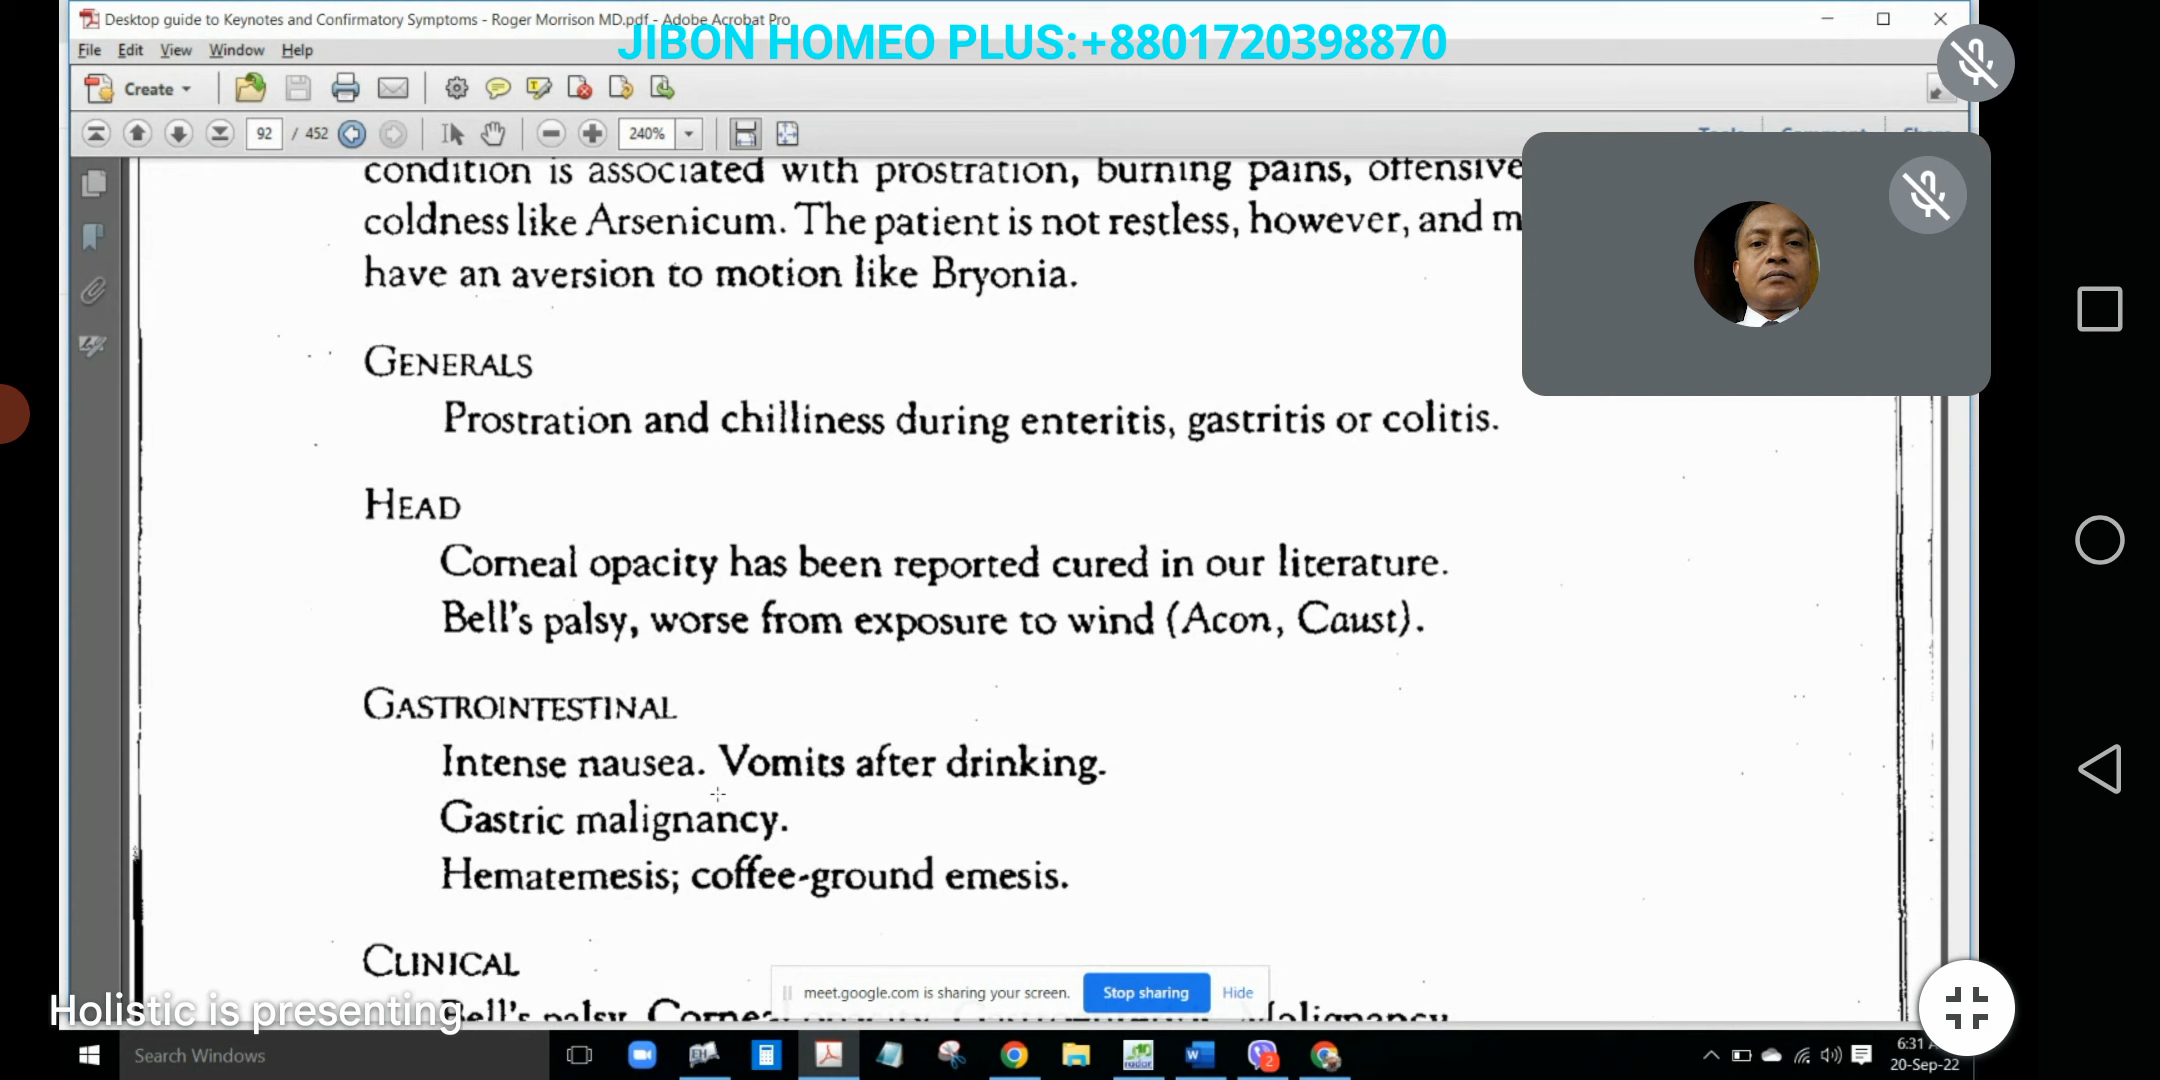 Desktop guide to Keynotes and Confirmatory Symptoms - Roger Morrison MD.pdf - Adobe Acrobat Pro
JIBON HOMEO PLUS:+8801720398870
File Edit View Window Help
Create
92 / 452
240%
condition is associated with prostration, burning pains, offensive
coldness like Arsenicum. The patient is not restless, however, and m
have an aversion to motion like Bryonia.
GENERALS
Prostration and chilliness during enteritis, gastritis or colitis.
HEAD
Corneal opacity has been reported cured in our literature.
Bell's palsy, worse from exposure to wind (Acon, Caust).
GASTROINTESTINAL
Intense nausea. Vomits after drinking.
Gastric malignancy.
Hematemesis; coffee-ground emesis.
CLINICAL
meet.google.com is sharing your screen. Stop sharing Hide
Holistic is presenting
Bell's palsy. Malignancy
Search Windows
6:31
20-Sep-22